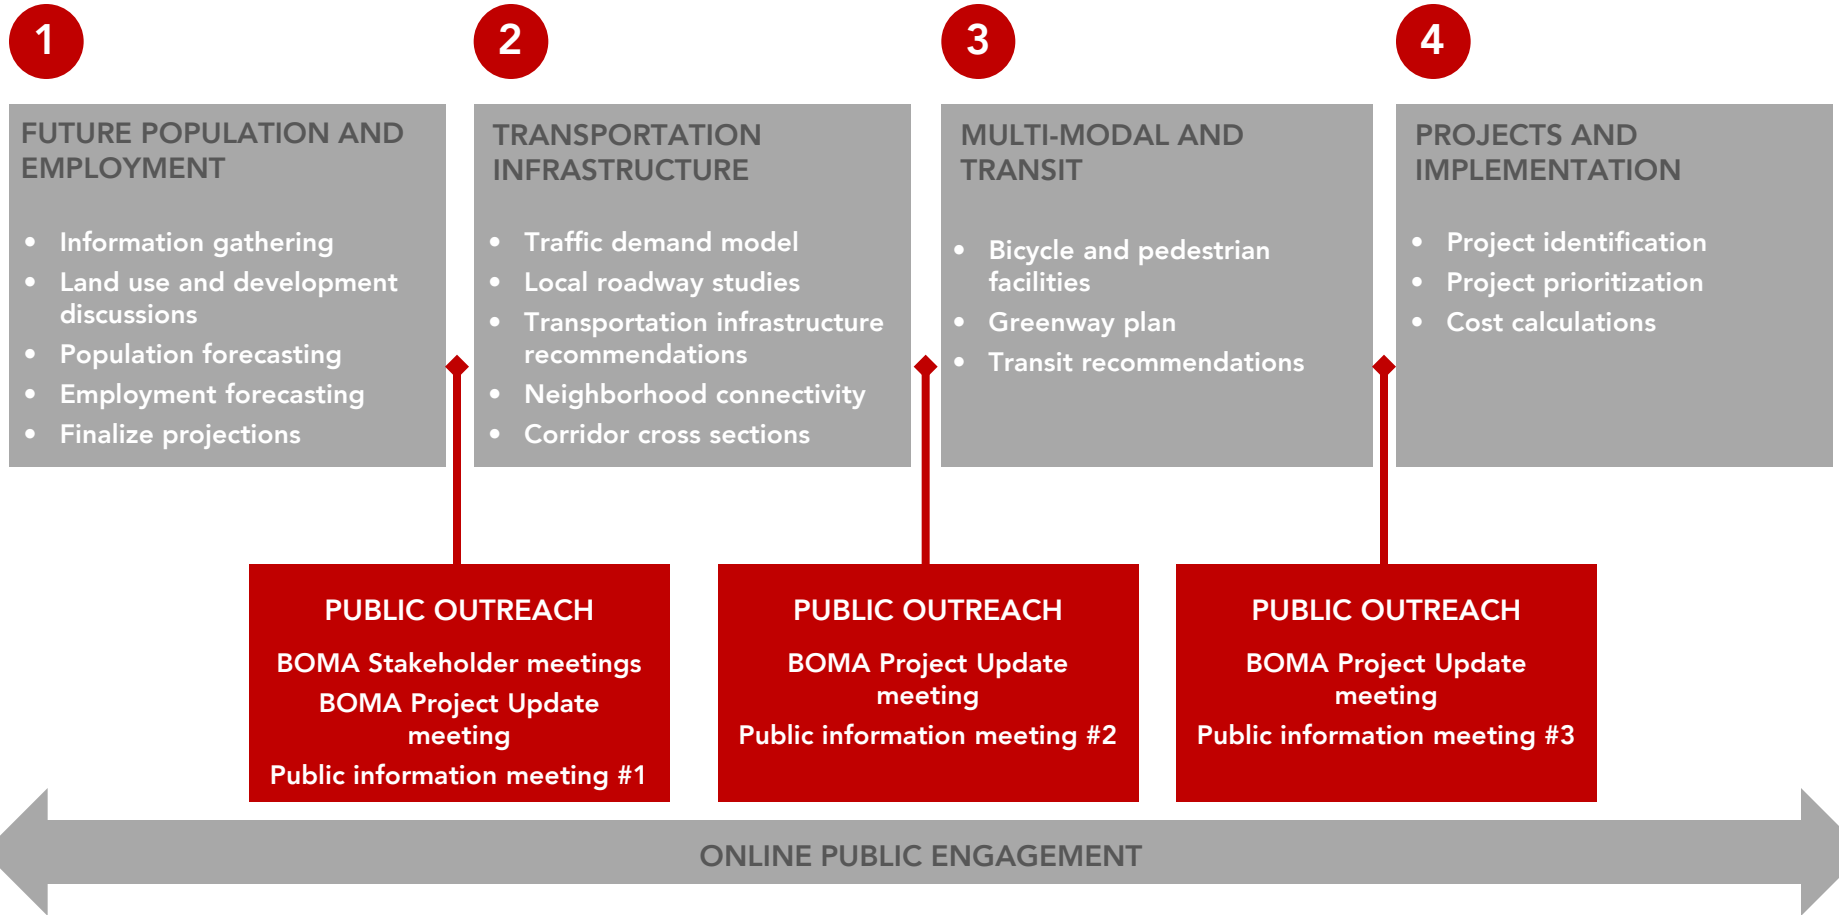 1
FUTURE POPULATION AND
EMPLOYMENT
• Information gathering
• Land use and development
discussions
• Population forecasting
• Employment forecasting
• Finalize projections
2
TRANSPORTATION
INFRASTRUCTURE
• Traffic demand model
• Local roadway studies
• Transportation infrastructure
recommendations
• Neighborhood connectivity
• Corridor cross sections
3
MULTI-MODAL AND
TRANSIT
• Bicycle and pedestrian
facilities
• Greenway plan
• Transit recommendations
4
PROJECTS AND
IMPLEMENTATION
• Project identification
• Project prioritization
• Cost calculations
PUBLIC OUTREACH
BOMA Stakeholder meetings
BOMA Project Update
meeting
Public information meeting #1
PUBLIC OUTREACH
BOMA Project Update
meeting
Public information meeting #2
PUBLIC OUTREACH
BOMA Project Update
meeting
Public information meeting #3
ONLINE PUBLIC ENGAGEMENT